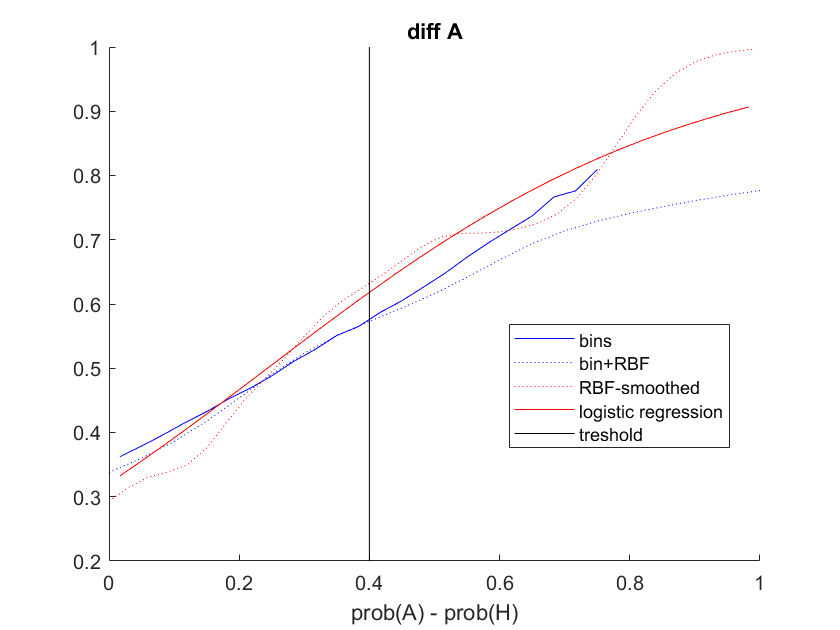 diff A
1
0.9
0.8
0.7
0.6
0.5
0.4
0.3
0.2
bins
bin+RBF
RBF-smoothed
logistic regression
treshold
0 0.2 0.4 0.6 0.8 1
prob(A) - prob(H)